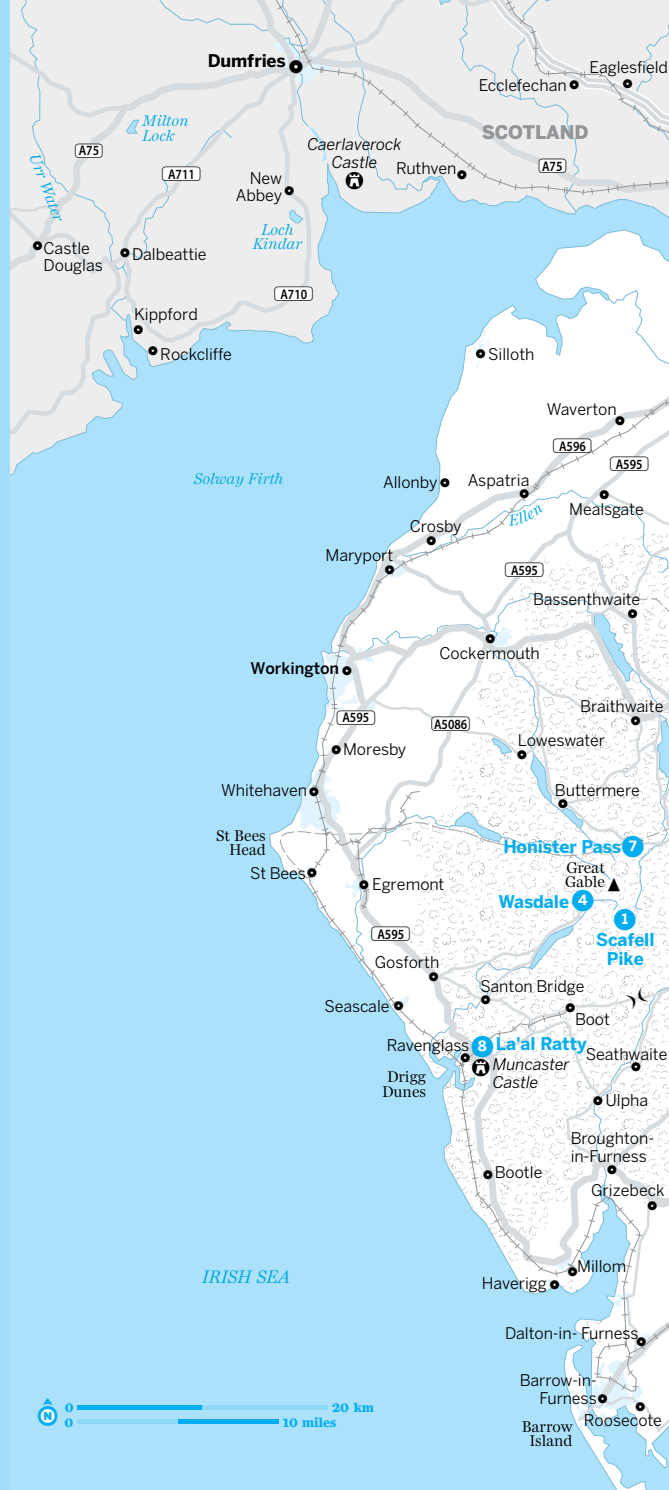 Dumfries
Eaglesfield
Ecclefechan
Milton
Lock
SCOTLAND
Caerlaverock
Castle
A75
Urr Water
A711
New
Abbey
Ruthven
A75
Loch
Kindar
Castle
Douglas
Dalbeattie
A710
Kippford
Rockcliffe
Silloth
Waverton
A596
A595
Solway Firth
Allonby
Aspatria
Mealsgate
Ellen
Crosby
Maryport
A595
Bassenthwaite
Cockermouth
Workington
Braithwaite
A595
A5086
Moresby
Loweswater
Whitehaven
Buttermere
St Bees
Head
Honister Pass 7
Great
Gable
St Bees
Egremont
Wasdale 4
1
Scafell
Pike
A595
Gosforth
Santon Bridge
Seascale
Boot
Ravenglass
8 La'al Ratty
Seathwaite
Muncaster
Castle
Drigg
Dunes
Ulpha
Broughton-
in-Furness
Bootle
Grizebeck
IRISH SEA
Millom
Haverigg
Dalton-in- Furness
Barrow-in-
Furness
Roosecote
Barrow
Island
N
0 20 km
0 10 miles